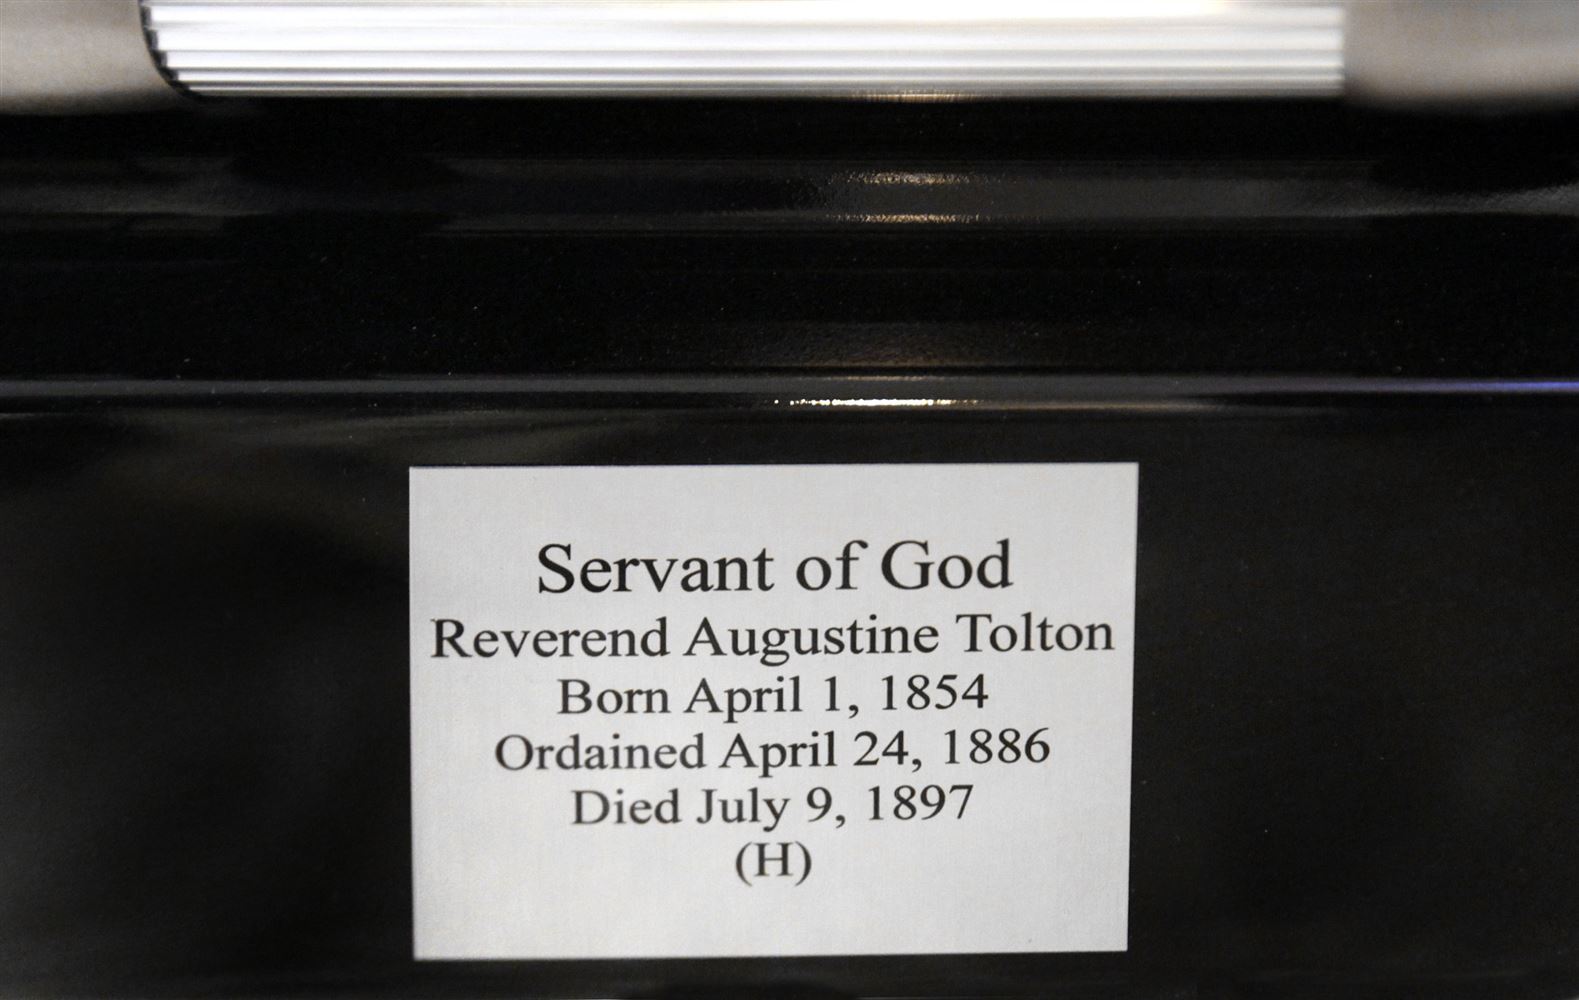 Servant of God
Reverend Augustine Tolton
Born April 1, 1854
Ordained April 24, 1886
Died July 9, 1897
(H)